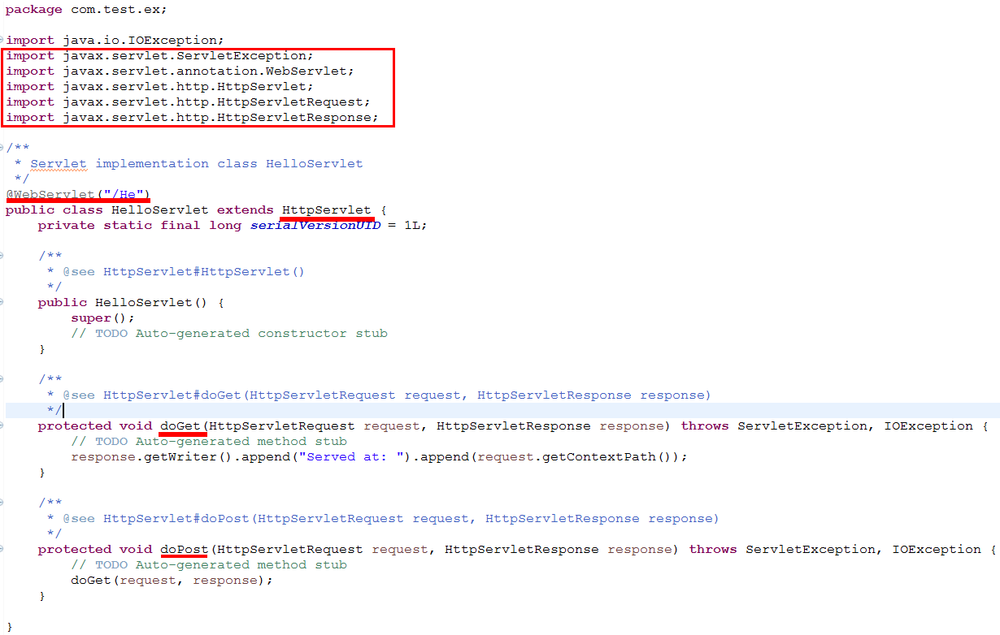 package com.test.ex;
import java.io.IOException;
import javax.servlet.ServletException;
import javax.servlet.annotation.WebServlet;
import javax.servlet.http.HttpServlet;
import javax.servlet.http.HttpServletRequest;
import javax.servlet.http.HttpServletResponse;
/**
 * Servlet implementation class HelloServlet
 */
@WebServlet("/He")
public class HelloServlet extends HttpServlet {
    private static final long serialVersionUID = 1L;
    /**
     * @see HttpServlet#HttpServlet()
     */
    public HelloServlet() {
        super();
        // TODO Auto-generated constructor stub
    }
    /**
     * @see HttpServlet#doGet(HttpServletRequest request, HttpServletResponse response)
     */
    protected void doGet(HttpServletRequest request, HttpServletResponse response) throws ServletException, IOException {
        // TODO Auto-generated method stub
        response.getWriter().append("Served at: ").append(request.getContextPath());
    }
    /**
     * @see HttpServlet#doPost(HttpServletRequest request, HttpServletResponse response)
     */
    protected void doPost(HttpServletRequest request, HttpServletResponse response) throws ServletException, IOException {
        // TODO Auto-generated method stub
        doGet(request, response);
    }
}